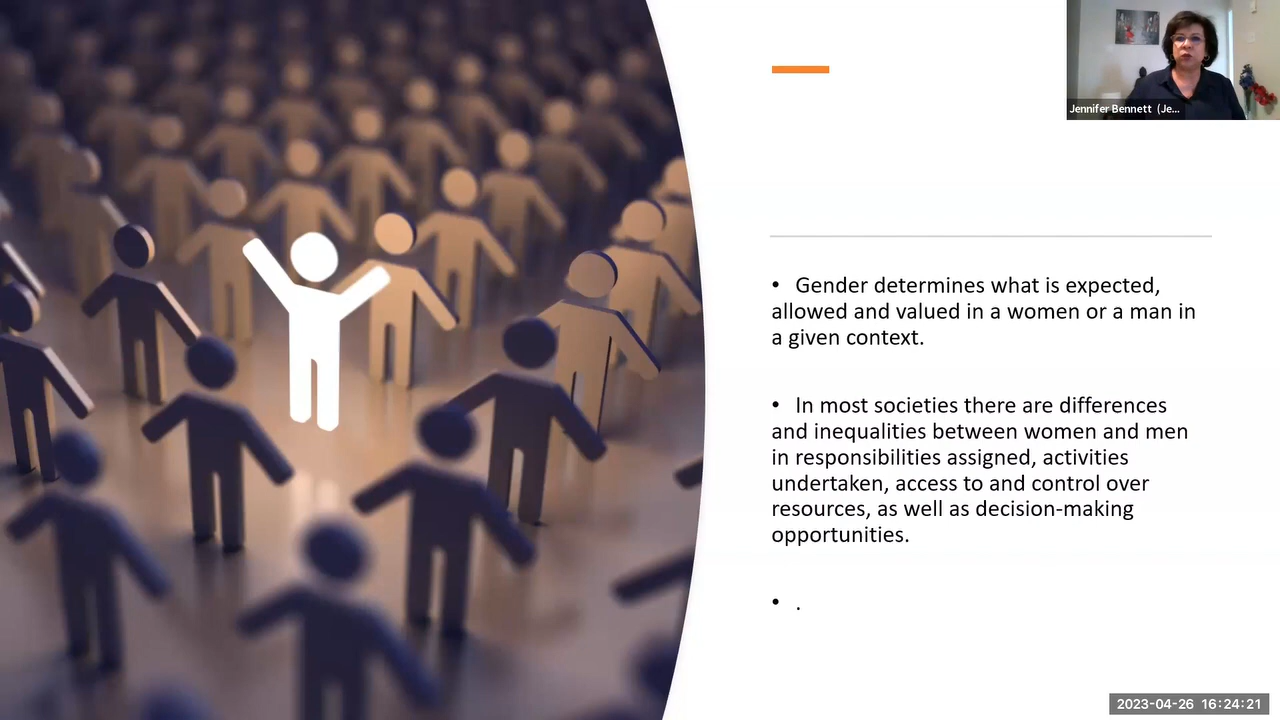 Jennifer Bennett (Je...
• Gender determines what is expected,
allowed and valued in a women or a man in
a given context.
• In most societies there are differences
and inequalities between women and men
in responsibilities assigned, activities
undertaken, access to and control over
resources, as well as decision-making
opportunities.
• .
2023-04-26 16:24:21